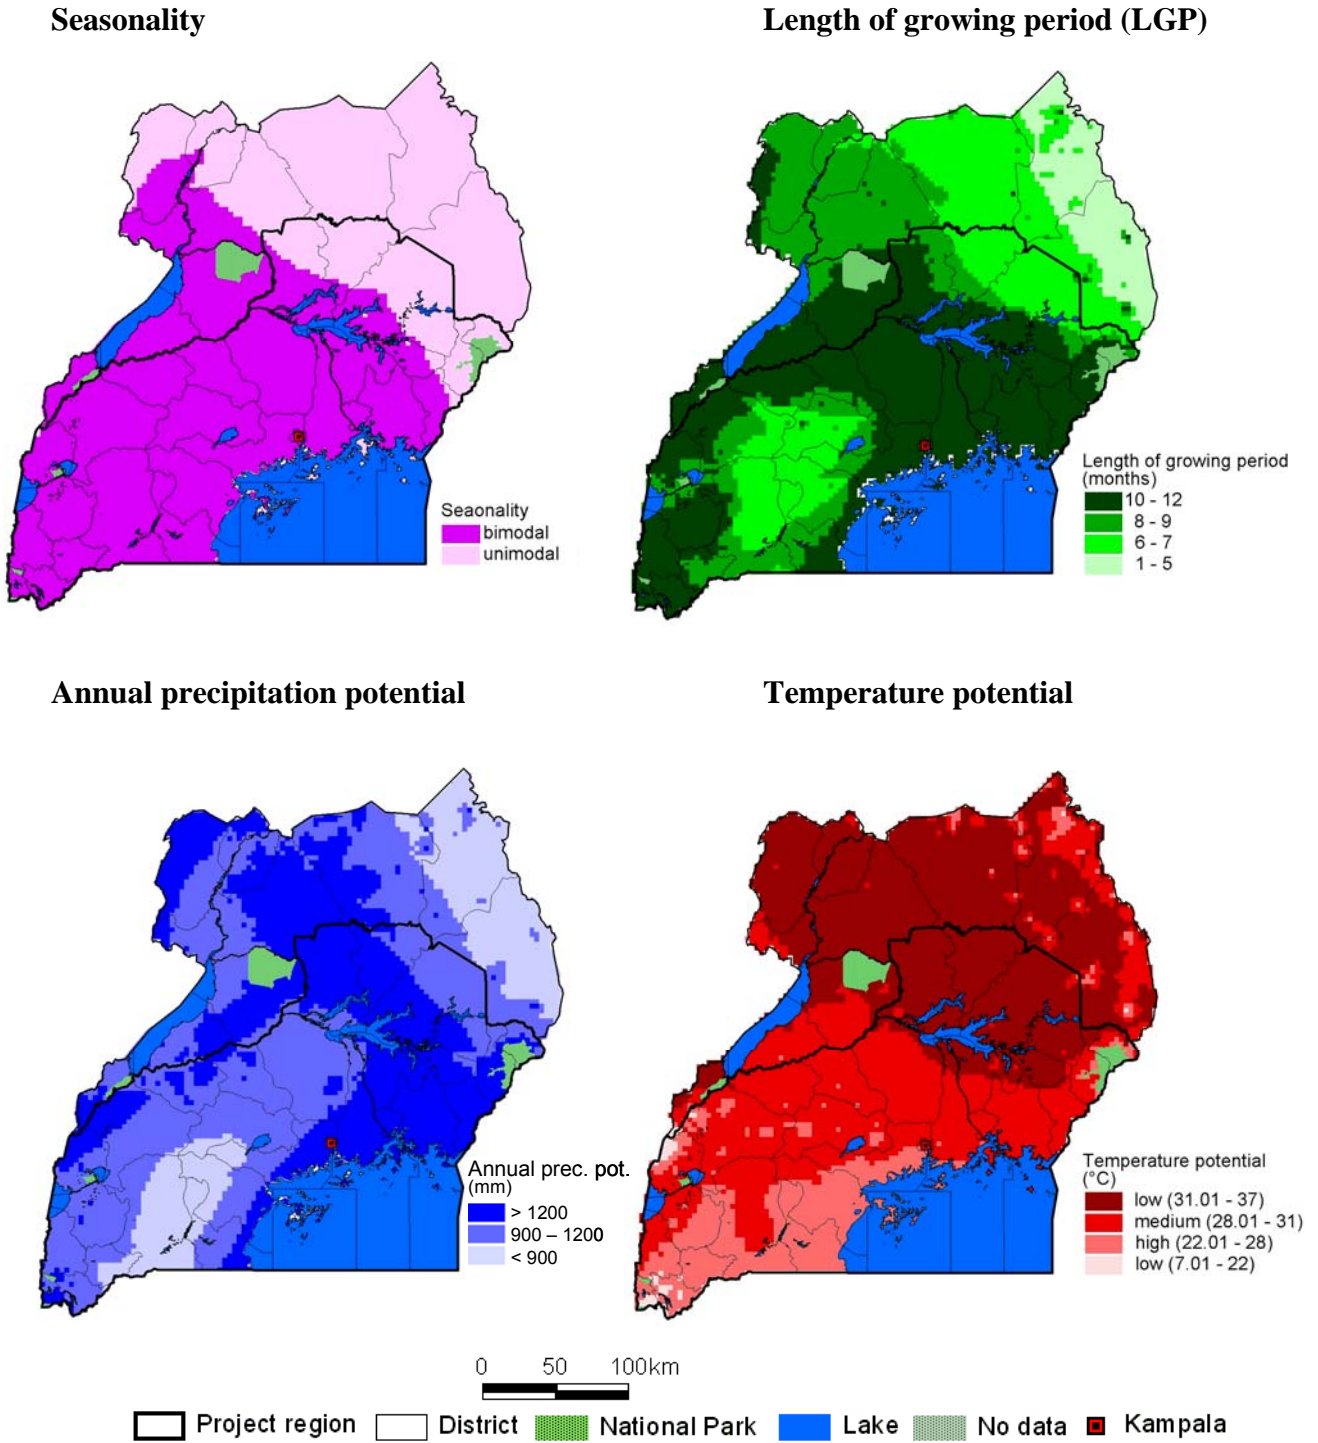 Seasonality
Length of growing period (LGP)
Seaonality
bimodal
unimodal
Length of growing period
(months)
10 - 12
8 - 9
6 - 7
1 - 5
Annual precipitation potential
Temperature potential
Annual prec. pot.
(mm)
> 1200
900 – 1200
< 900
Temperature potential
(°C)
low (31.01 - 37)
medium (28.01 - 31)
high (22.01 - 28)
low (7.01 - 22)
0 50 100km
Project region District National Park Lake No data Kampala